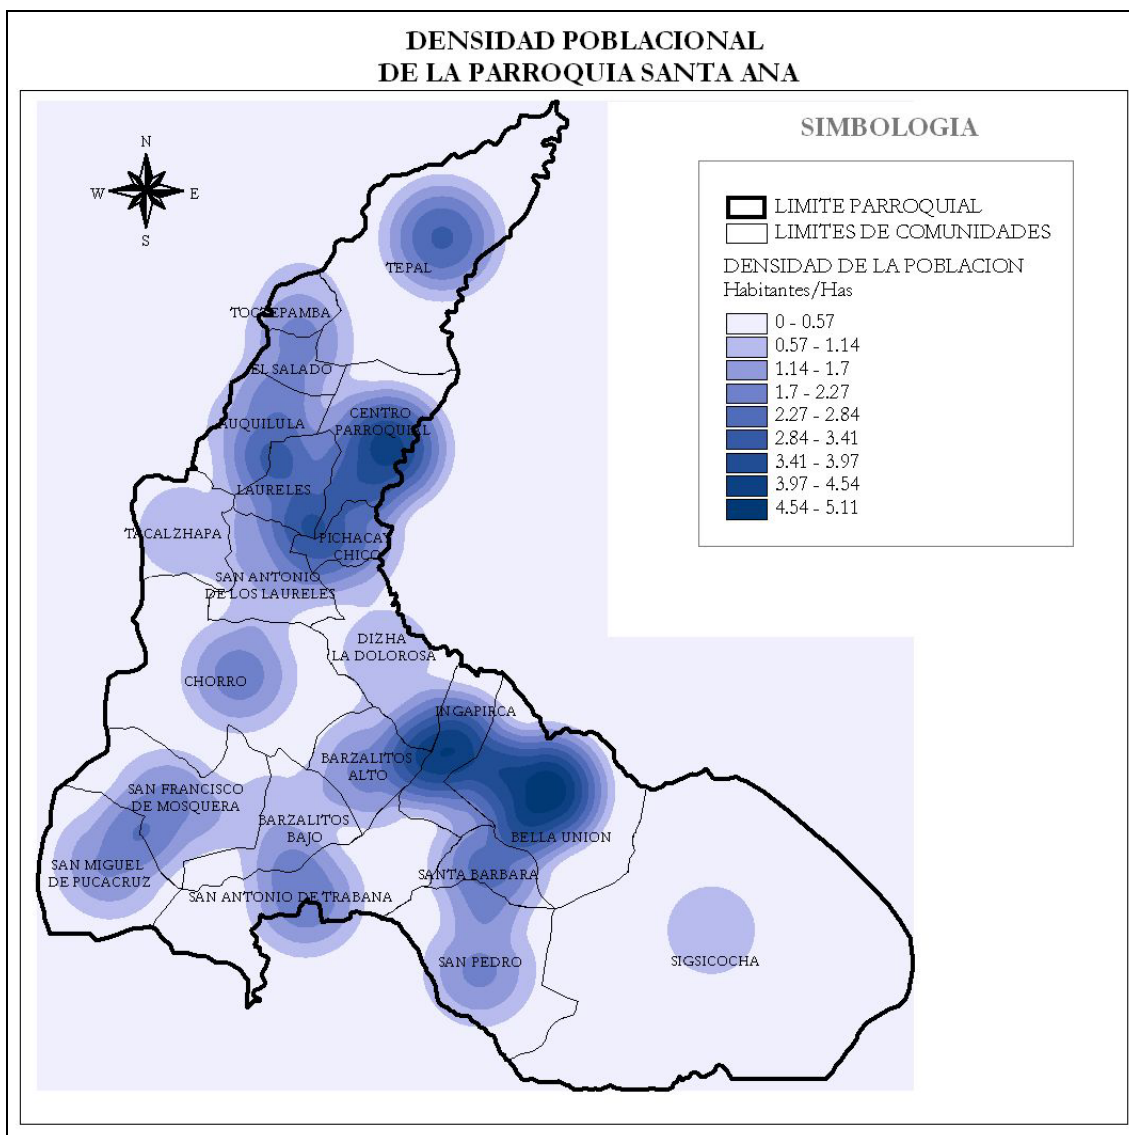 DENSIDAD POBLACIONAL
DE LA PARROQUIA SANTA ANA
SIMBOLOGIA
N
W
E
S
LIMITE PARROQUIAL
LIMITES DE COMUNIDADES
DENSIDAD DE LA POBLACION
Habitantes/Has
0 - 0.57
0.57 - 1.14
1.14 - 1.7
1.7 - 2.27
2.27 - 2.84
2.84 - 3.41
3.41 - 3.97
3.97 - 4.54
4.54 - 5.11
TEPAL
TOCTEPAMBA
EL SALADO
AUQUILULA
CENTRO
PARROQUIAL
LAURELES
TACALZHAPA
PICHACAY
CHICO
SAN ANTONIO
DE LOS LAURELES
DIZHA
LA DOLOROSA
CHORRO
INGAPIRCA
BARZALITOS
ALTO
SAN FRANCISCO
DE MOSQUERA
BARZALITOS
BAJO
BELLA UNION
SAN MIGUEL
DE PUCACRUZ
SANTA BARBARA
SAN ANTONIO DE TRABANA
SAN PEDRO
SIGSICOCHA